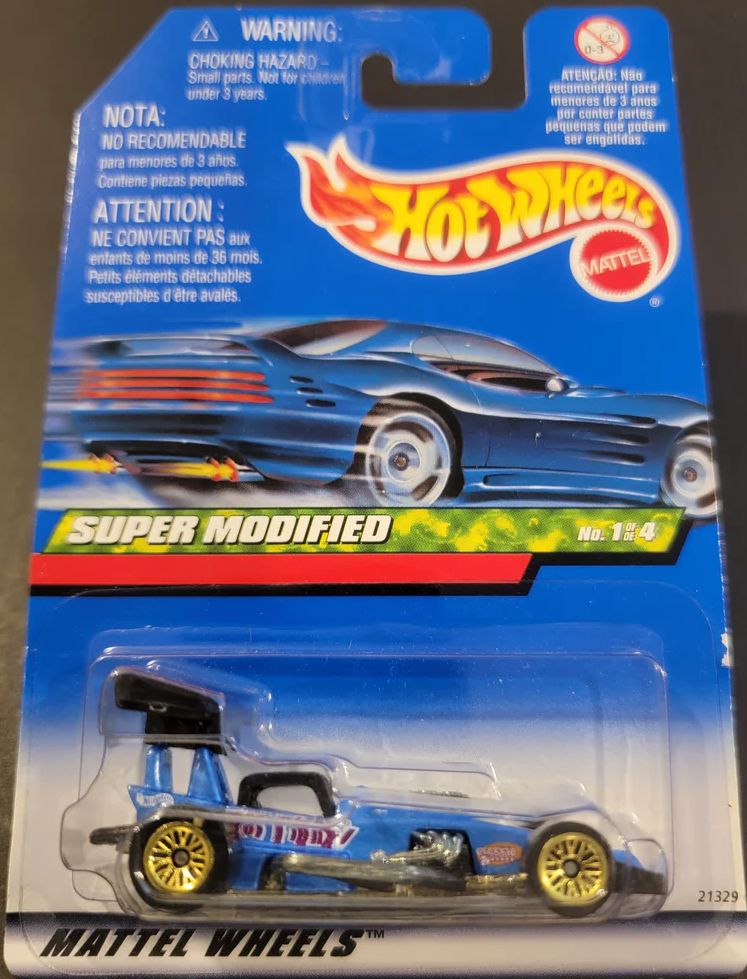 WARNING:
CHOKING HAZARD –
Small parts. Not for children
under 3 years.
NOTA:
NO RECOMENDABLE
para menores de 3 años.
Contiene piezas pequeñas.
ATTENTION :
NE CONVIENT PAS aux
enfants de moins de 36 mois.
Petits éléments détachables
susceptibles d'être avalés.
0-3
ATENÇÃO: Não
recomendável para
menores de 3 anos
por conter partes
pequenas que podem
ser engolidas.
HOT WHEELS
MATTEL
®
SUPER MODIFIED
No. 1 OF DE 4
21329
MATTEL WHEELS™